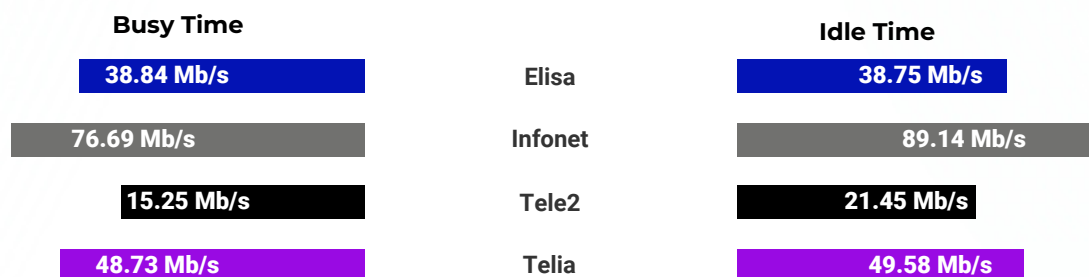 Busy Time
Idle Time
38.84 Mb/s Elisa 38.75 Mb/s
76.69 Mb/s Infonet 89.14 Mb/s
15.25 Mb/s Tele2 21.45 Mb/s
48.73 Mb/s Telia 49.58 Mb/s